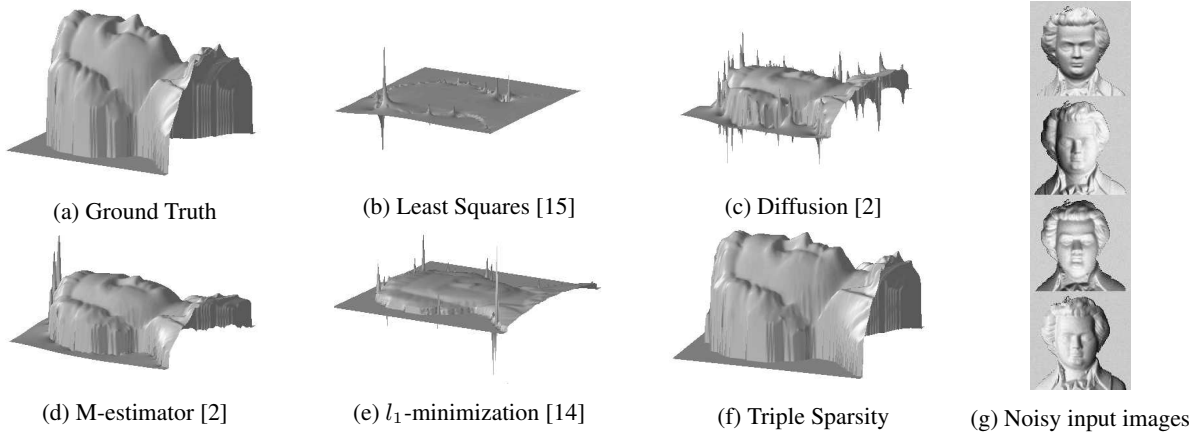 (a) Ground Truth
(b) Least Squares [15]
(c) Diffusion [2]
(d) M-estimator [2]
(e) l₁-minimization [14]
(f) Triple Sparsity
(g) Noisy input images